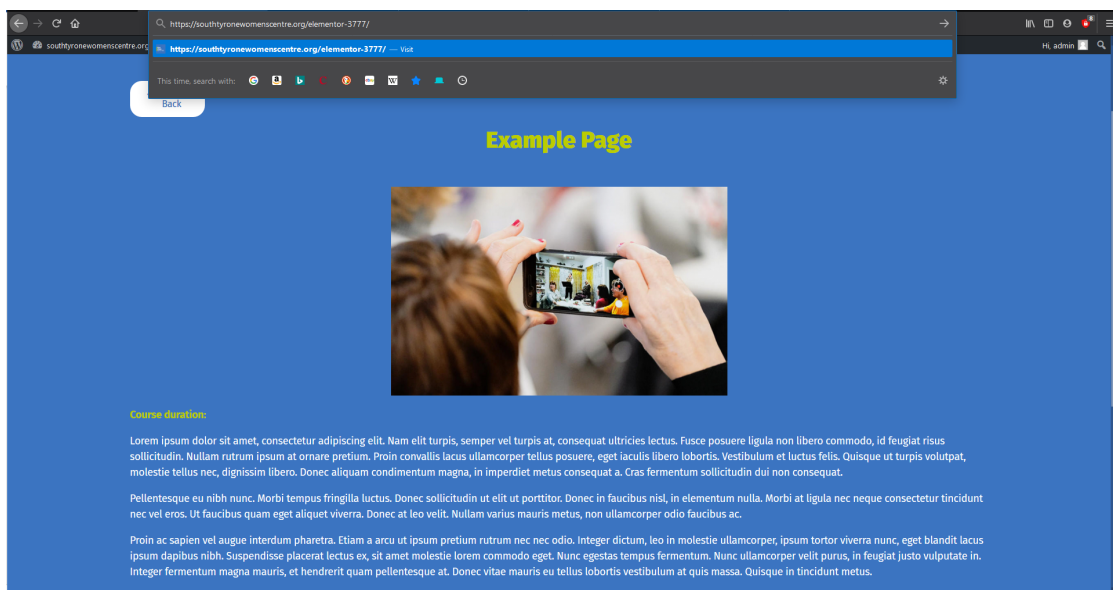 https://southtyronewomenscentre.org/elementor-3777/
southtyronewomenscentre.org
https://southtyronewomenscentre.org/elementor-3777/ — Visit
Hi, admin
This time, search with:
Back
Example Page
Course duration:
Lorem ipsum dolor sit amet, consectetur adipiscing elit. Nam elit turpis, semper vel turpis at, consequat ultricies lectus. Fusce posuere ligula non libero commodo, id feugiat risus
sollicitudin. Nullam rutrum ipsum at ornare pretium. Proin convallis lacus ullamcorper tellus posuere, eget iaculis libero lobortis. Vestibulum et luctus felis. Quisque ut turpis volutpat,
molestie tellus nec, dignissim libero. Donec aliquam condimentum magna, in imperdiet metus consequat a. Cras fermentum sollicitudin dui non consequat.
Pellentesque eu nibh nunc. Morbi tempus fringilla luctus. Donec sollicitudin ut elit ut porttitor. Donec in faucibus nisl, in elementum nulla. Morbi at ligula nec neque consectetur tincidunt
nec vel eros. Ut faucibus quam eget aliquet viverra. Donec at leo velit. Nullam varius mauris metus, non ullamcorper odio faucibus ac.
Proin ac sapien vel augue interdum pharetra. Etiam a arcu ut ipsum pretium rutrum nec nec odio. Integer dictum, leo in molestie ullamcorper, ipsum tortor viverra nunc, eget blandit lacus
ipsum dapibus nibh. Suspendisse placerat lectus ex, sit amet molestie lorem commodo eget. Nunc egestas tempus fermentum. Nunc ullamcorper velit purus, in feugiat justo vulputate in.
Integer fermentum magna mauris, et hendrerit quam pellentesque at. Donec vitae mauris eu tellus lobortis vestibulum at quis massa. Quisque in tincidunt metus.